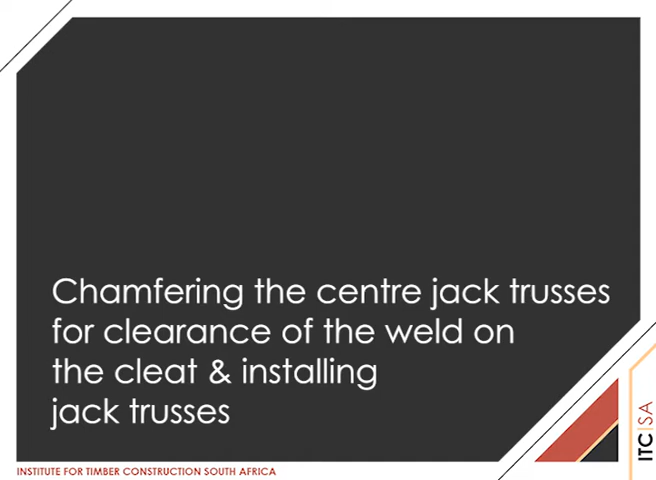 Chamfering the centre jack trusses
for clearance of the weld on
the cleat & installing
jack trusses
INSTITUTE FOR TIMBER CONSTRUCTION SOUTH AFRICA
ITC|SA